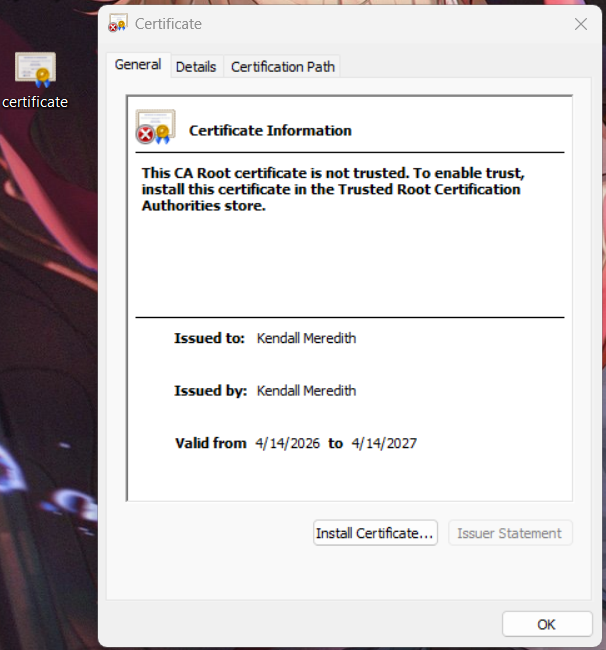 Certificate
certificate
General
Details
Certification Path
Certificate Information
This CA Root certificate is not trusted. To enable trust,
install this certificate in the Trusted Root Certification
Authorities store.
Issued to: Kendall Meredith
Issued by: Kendall Meredith
Valid from 4/14/2026 to 4/14/2027
Install Certificate...
Issuer Statement
OK